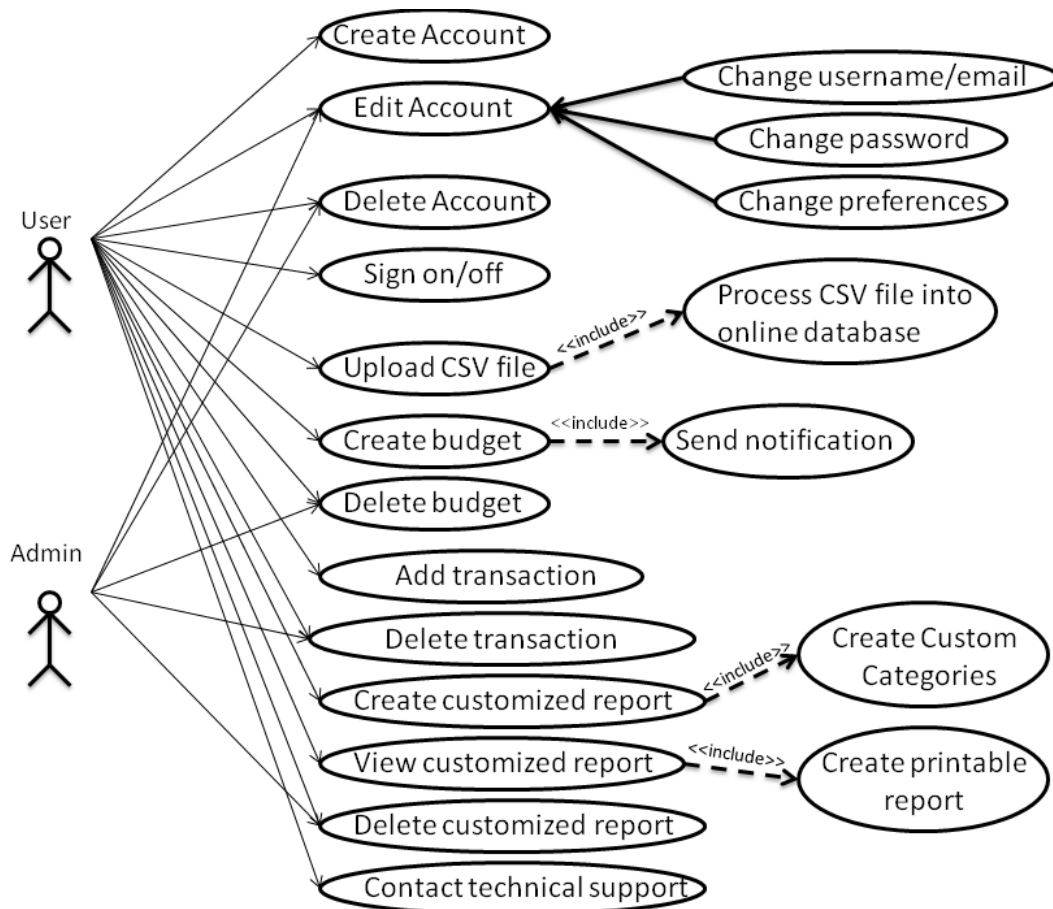 Create Account
Change username/email
Edit Account
Change password
Change preferences
Delete Account
User
Sign on/off
Process CSV file into
online database
<<include>>
Upload CSV file
<<include>>
Create budget
Send notification
Delete budget
Admin
Add transaction
Delete transaction
Create Custom
Categories
<<include>>
Create customized report
View customized report
<<include>>
Create printable
report
Delete customized report
Contact technical support